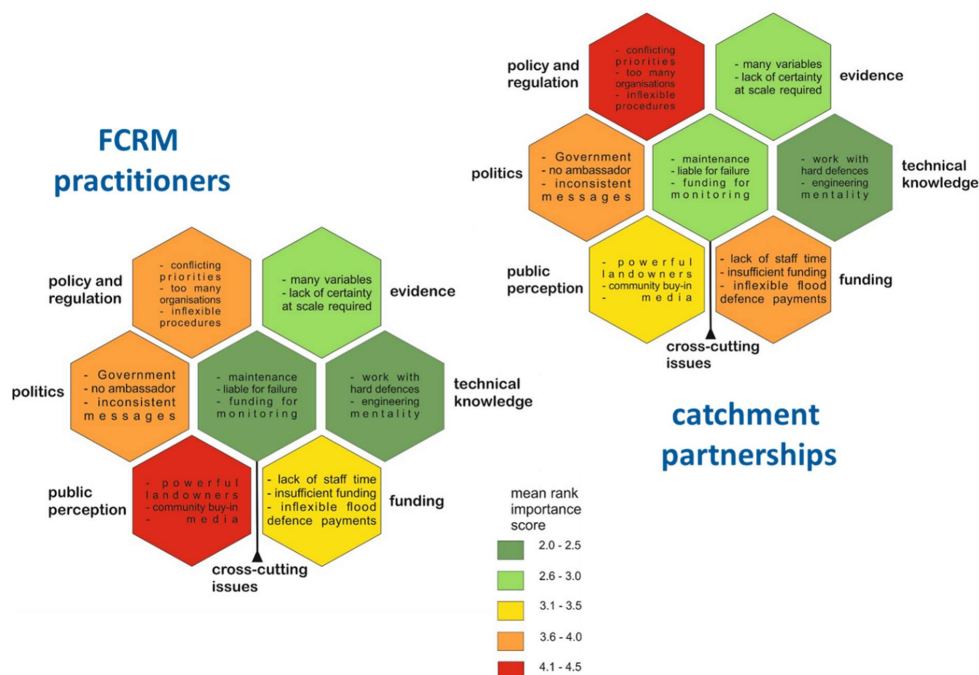 FCRM
practitioners
policy and
regulation
- conflicting
priorities
- too many
organisations
- inflexible
procedures
- many variables
- lack of certainty
at scale required
evidence
politics
- Government
- no ambassador
- inconsistent
messages
- maintenance
- liable for failure
- funding for
monitoring
- work with
hard defences
- engineering
mentality
technical
knowledge
public
perception
- powerful
landowners
- community buy-in
- media
- lack of staff time
- insufficient funding
- inflexible flood
defence payments
funding
cross-cutting
issues
policy and
regulation
- conflicting
priorities
- too many
organisations
- inflexible
procedures
- many variables
- lack of certainty
at scale required
evidence
politics
- Government
- no ambassador
- inconsistent
messages
- maintenance
- liable for failure
- funding for
monitoring
- work with
hard defences
- engineering
mentality
technical
knowledge
public
perception
- powerful
landowners
- community buy-in
- media
- lack of staff time
- insufficient funding
- inflexible flood
defence payments
funding
cross-cutting
issues
catchment
partnerships
mean rank
importance
score
2.0 - 2.5
2.6 - 3.0
3.1 - 3.5
3.6 - 4.0
4.1 - 4.5